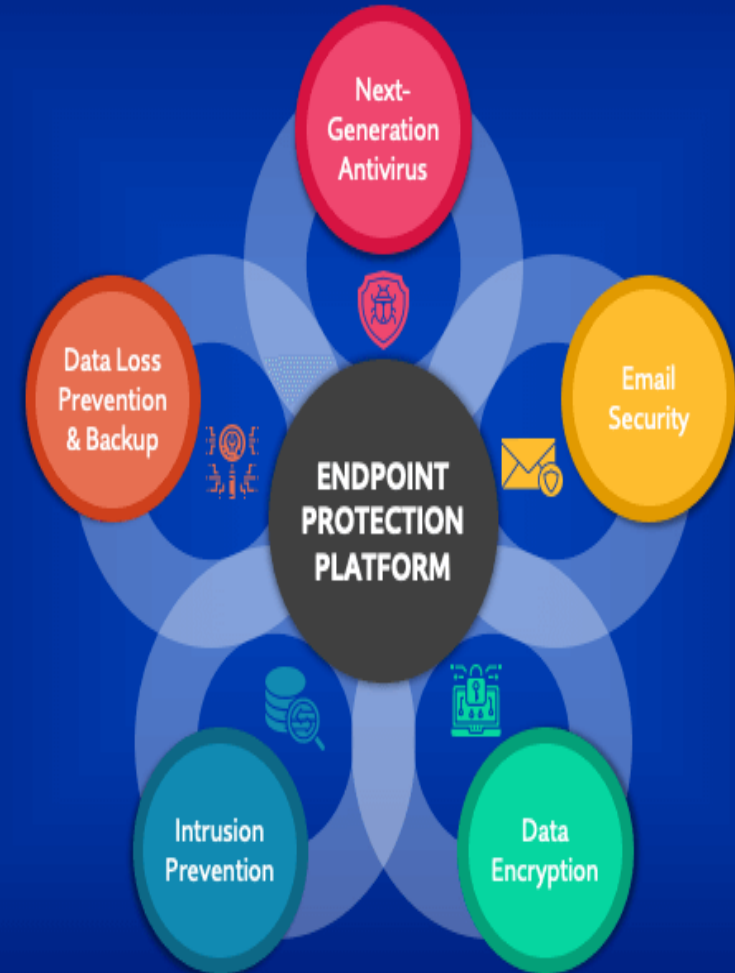 Next-
Generation
Antivirus
Data Loss
Prevention
& Backup
Email
Security
ENDPOINT
PROTECTION
PLATFORM
Intrusion
Prevention
Data
Encryption